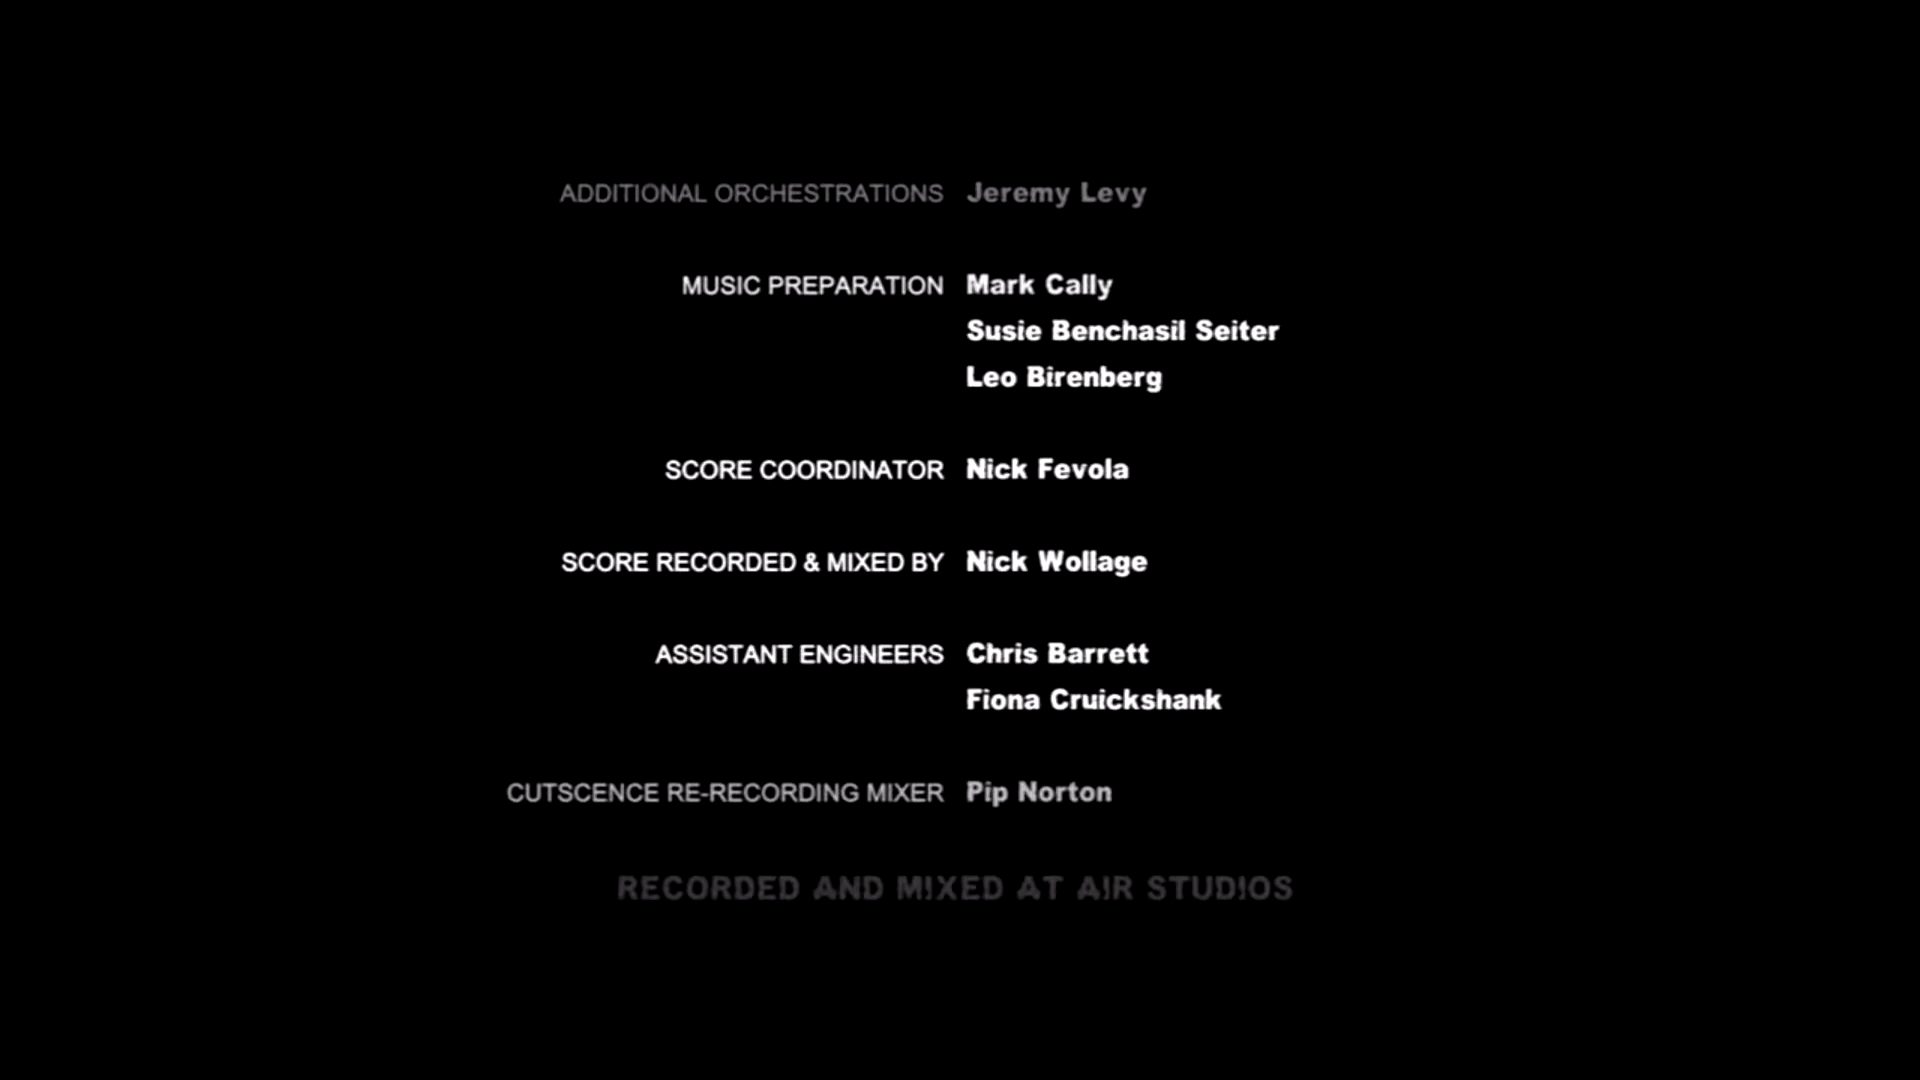 ADDITIONAL ORCHESTRATIONS Jeremy Levy
MUSIC PREPARATION Mark Cally
Susie Benchasil Seiter
Leo Birenberg
SCORE COORDINATOR Nick Fevola
SCORE RECORDED & MIXED BY Nick Wollage
ASSISTANT ENGINEERS Chris Barrett
Fiona Cruickshank
CUTSCENCE RE-RECORDING MIXER Pip Norton
RECORDED AND MIXED AT AIR STUDIOS